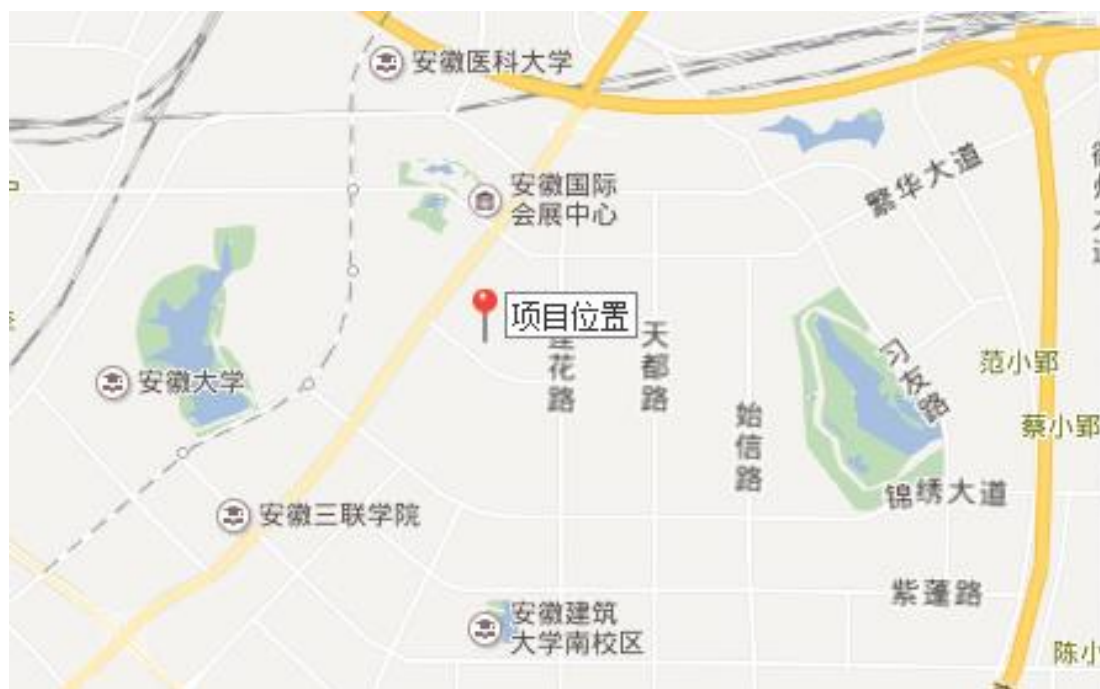 安徽医科大学
安徽国际
会展中心
繁华大道
项目位置
莲花路
天都路
习友路
范小郢
安徽大学
始信路
蔡小郢
锦绣大道
安徽三联学院
紫蓬路
安徽建筑
大学南校区
陈小